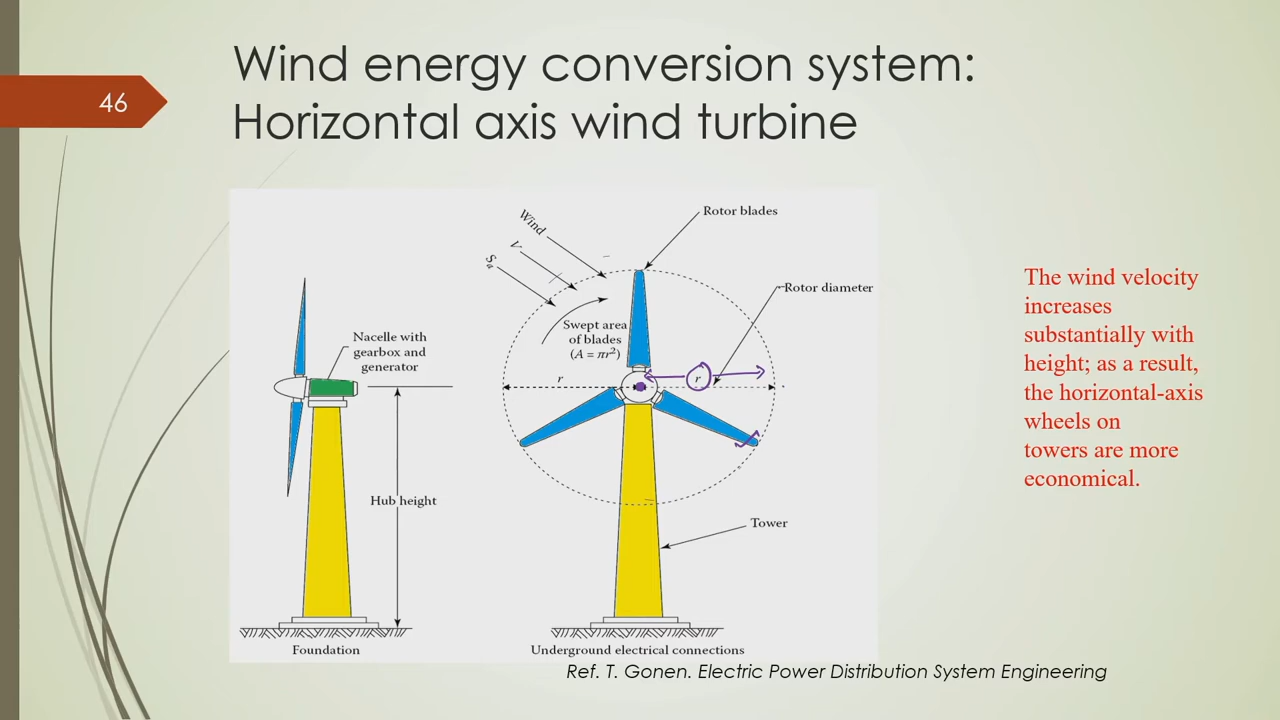 46
Wind energy conversion system:
Horizontal axis wind turbine
Wind
V
Sa
Rotor blades
Rotor diameter
Swept area
of blades
(A = πr²)
Nacelle with
gearbox and
generator
r
r
Hub height
Tower
Foundation
Underground electrical connections
The wind velocity
increases
substantially with
height; as a result,
the horizontal-axis
wheels on
towers are more
economical.
Ref. T. Gonen. Electric Power Distribution System Engineering